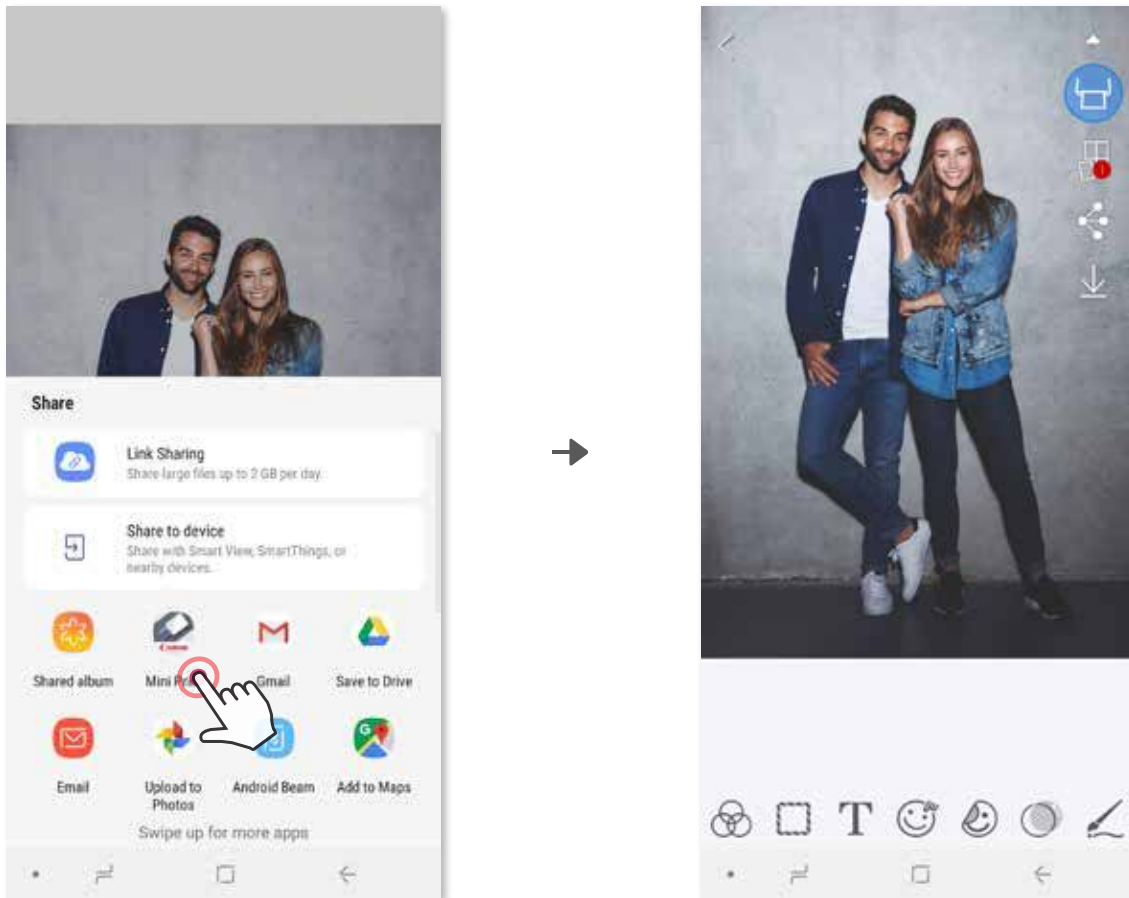 Share
Link Sharing
Share large files up to 2 GB per day.
Share to device
Share with Smart View, SmartThings, or
nearby devices.
Shared album
Mini
Gmail
Save to Drive
Email
Upload to
Photos
Android Beam
Add to Maps
Swipe up for more apps
1
T